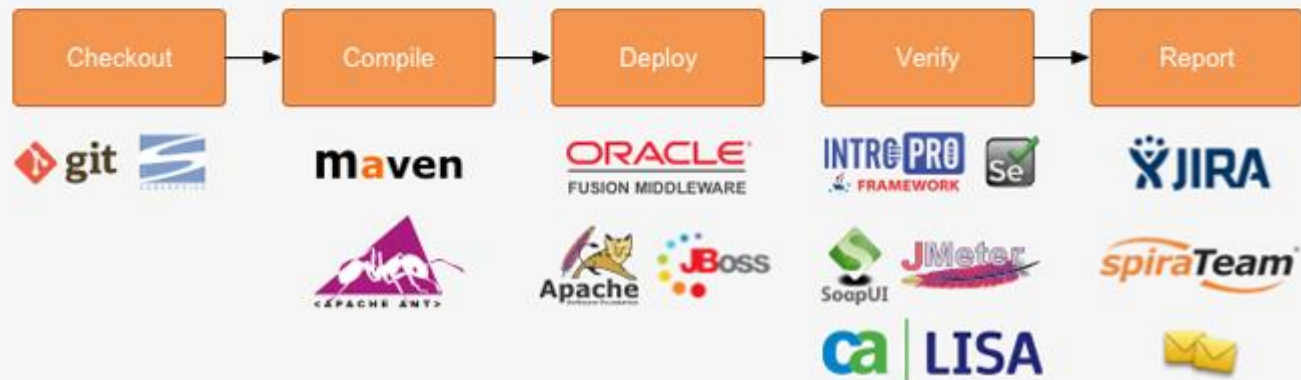 Checkout
Compile
Deploy
Verify
Report
git
maven
ORACLE
FUSION MIDDLEWARE
INTRO PRO
FRAMEWORK
Se
JIRA
<APACHE ANT>
Apache
JBoss
SoapUI
JMeter
spiraTeam
ca LISA